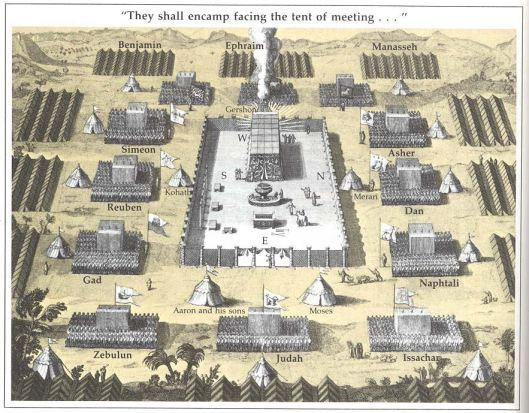 "They shall encamp facing the tent of meeting . . ."
Benjamin Ephraim Manasseh
Gershon
W
Simeon Asher
S N
Kohath Merari
Reuben Dan
E
Gad Naphtali
Aaron and his sons Moses
Zebulun Judah Issachar